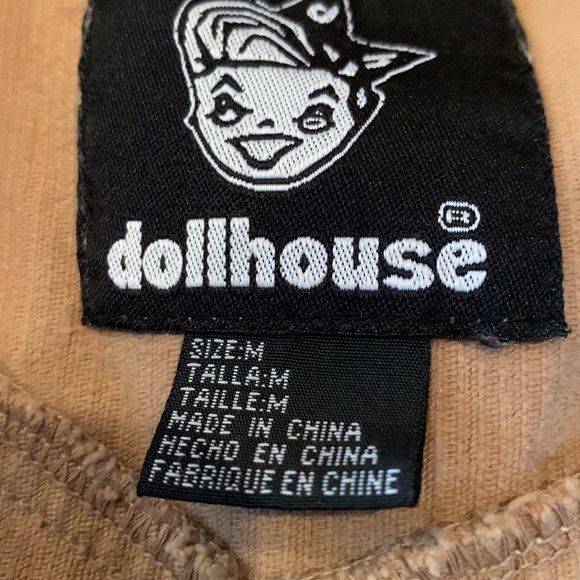 dollhouse®
SIZE:M
TALLA:M
TAILLE:M
MADE IN CHINA
HECHO EN CHINA
FABRIQUE EN CHINE